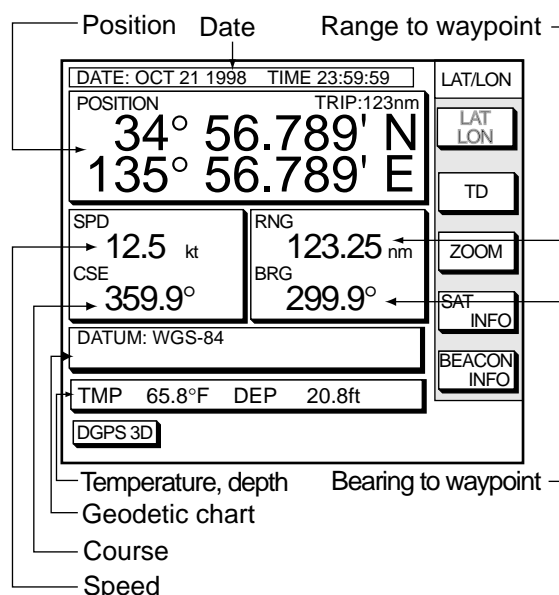 Position Date Range to waypoint
DATE: OCT 21 1998 TIME 23:59:59
LAT/LON
POSITION TRIP:123nm
34° 56.789' N
135° 56.789' E
LAT
LON
TD
SPD
12.5 kt
CSE
359.9°
RNG
123.25 nm
BRG
299.9°
ZOOM
SAT
INFO
DATUM: WGS-84
BEACON
INFO
TMP 65.8°F DEP 20.8ft
DGPS 3D
Temperature, depth Bearing to waypoint
Geodetic chart
Course
Speed